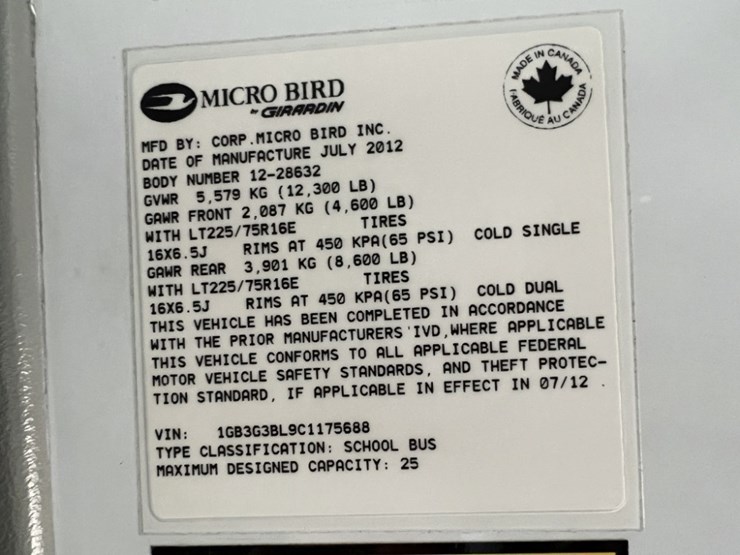 MICRO BIRD
by GIRARDIN
MADE IN CANADA
FABRIQUÉ AU CANADA
MFD BY: CORP.MICRO BIRD INC.
DATE OF MANUFACTURE JULY 2012
BODY NUMBER 12-28632
GVWR 5,579 KG (12,300 LB)
GAWR FRONT 2,087 KG (4,600 LB)
WITH LT225/75R16E TIRES
16X6.5J RIMS AT 450 KPA(65 PSI) COLD SINGLE
GAWR REAR 3,901 KG (8,600 LB)
WITH LT225/75R16E TIRES
16X6.5J RIMS AT 450 KPA(65 PSI) COLD DUAL
THIS VEHICLE HAS BEEN COMPLETED IN ACCORDANCE
WITH THE PRIOR MANUFACTURERS'IVD,WHERE APPLICABLE
THIS VEHICLE CONFORMS TO ALL APPLICABLE FEDERAL
MOTOR VEHICLE SAFETY STANDARDS, AND THEFT PROTEC-
TION STANDARD, IF APPLICABLE IN EFFECT IN 07/12 .
VIN: 1GB3G3BL9C1175688
TYPE CLASSIFICATION: SCHOOL BUS
MAXIMUM DESIGNED CAPACITY: 25